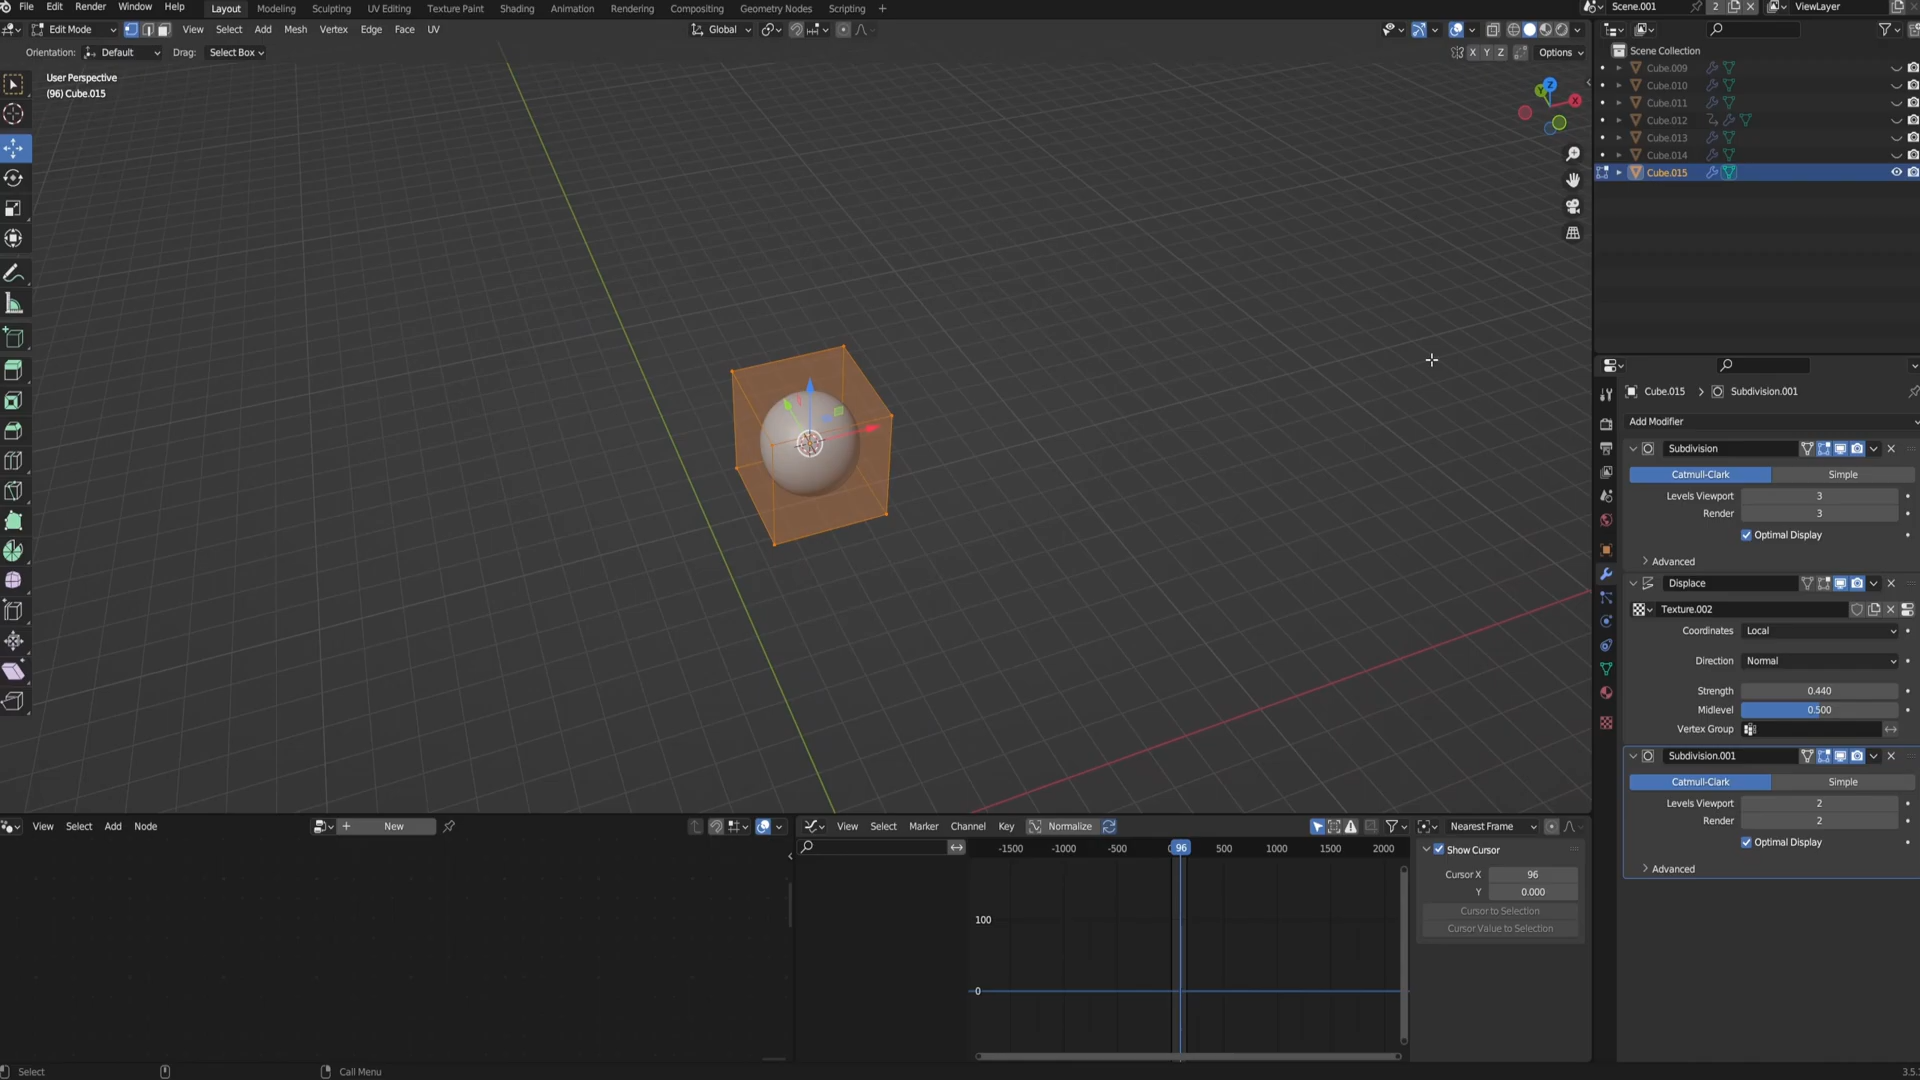 File Edit Render Window Help Layout Modeling Sculpting UV Editing Texture Paint Shading Animation Rendering Compositing Geometry Nodes Scripting + Scene.001 2 ViewLayer
Edit Mode View Select Add Mesh Vertex Edge Face UV Global
Orientation: Default Drag: Select Box X Y Z Options
User Perspective
(96) Cube.015
Z
Y
X
Scene Collection
Cube.009
Cube.010
Cube.011
Cube.012
Cube.013
Cube.014
Cube.015
Cube.015 > Subdivision.001
Add Modifier
Subdivision
Catmull-Clark Simple
Levels Viewport 3
Render 3
Optimal Display
Advanced
Displace
Texture.002
Coordinates Local
Direction Normal
Strength 0.440
Midlevel 0.500
Vertex Group
Subdivision.001
Catmull-Clark Simple
Levels Viewport 2
Render 2
Optimal Display
Advanced
View Select Add Node + New
View Select Marker Channel Key Normalize Nearest Frame
-1500 -1000 -500 96 500 1000 1500 2000
100
0
Show Cursor
Cursor X 96
Y 0.000
Cursor to Selection
Cursor Value to Selection
Select Call Menu 3.5.